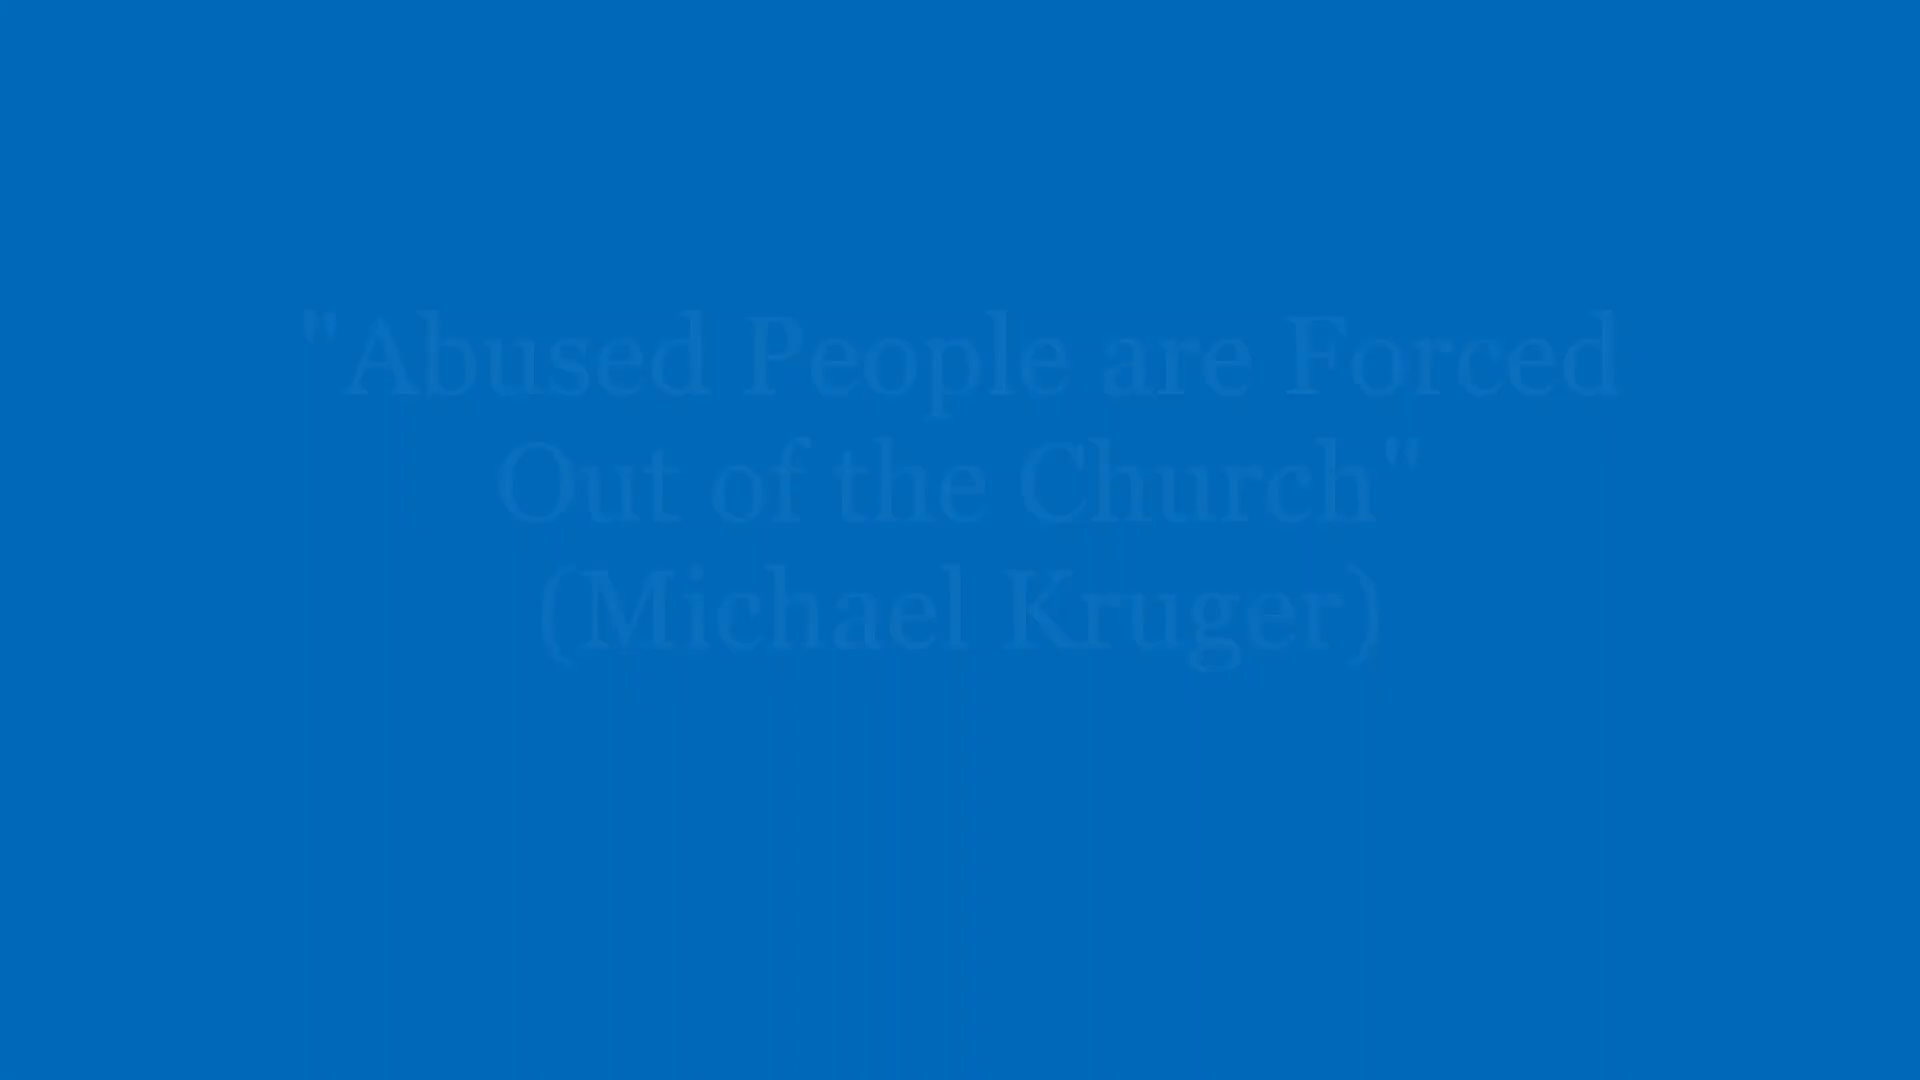 "Abused People are Forced
Out of the Church"
(Michael Kruger)